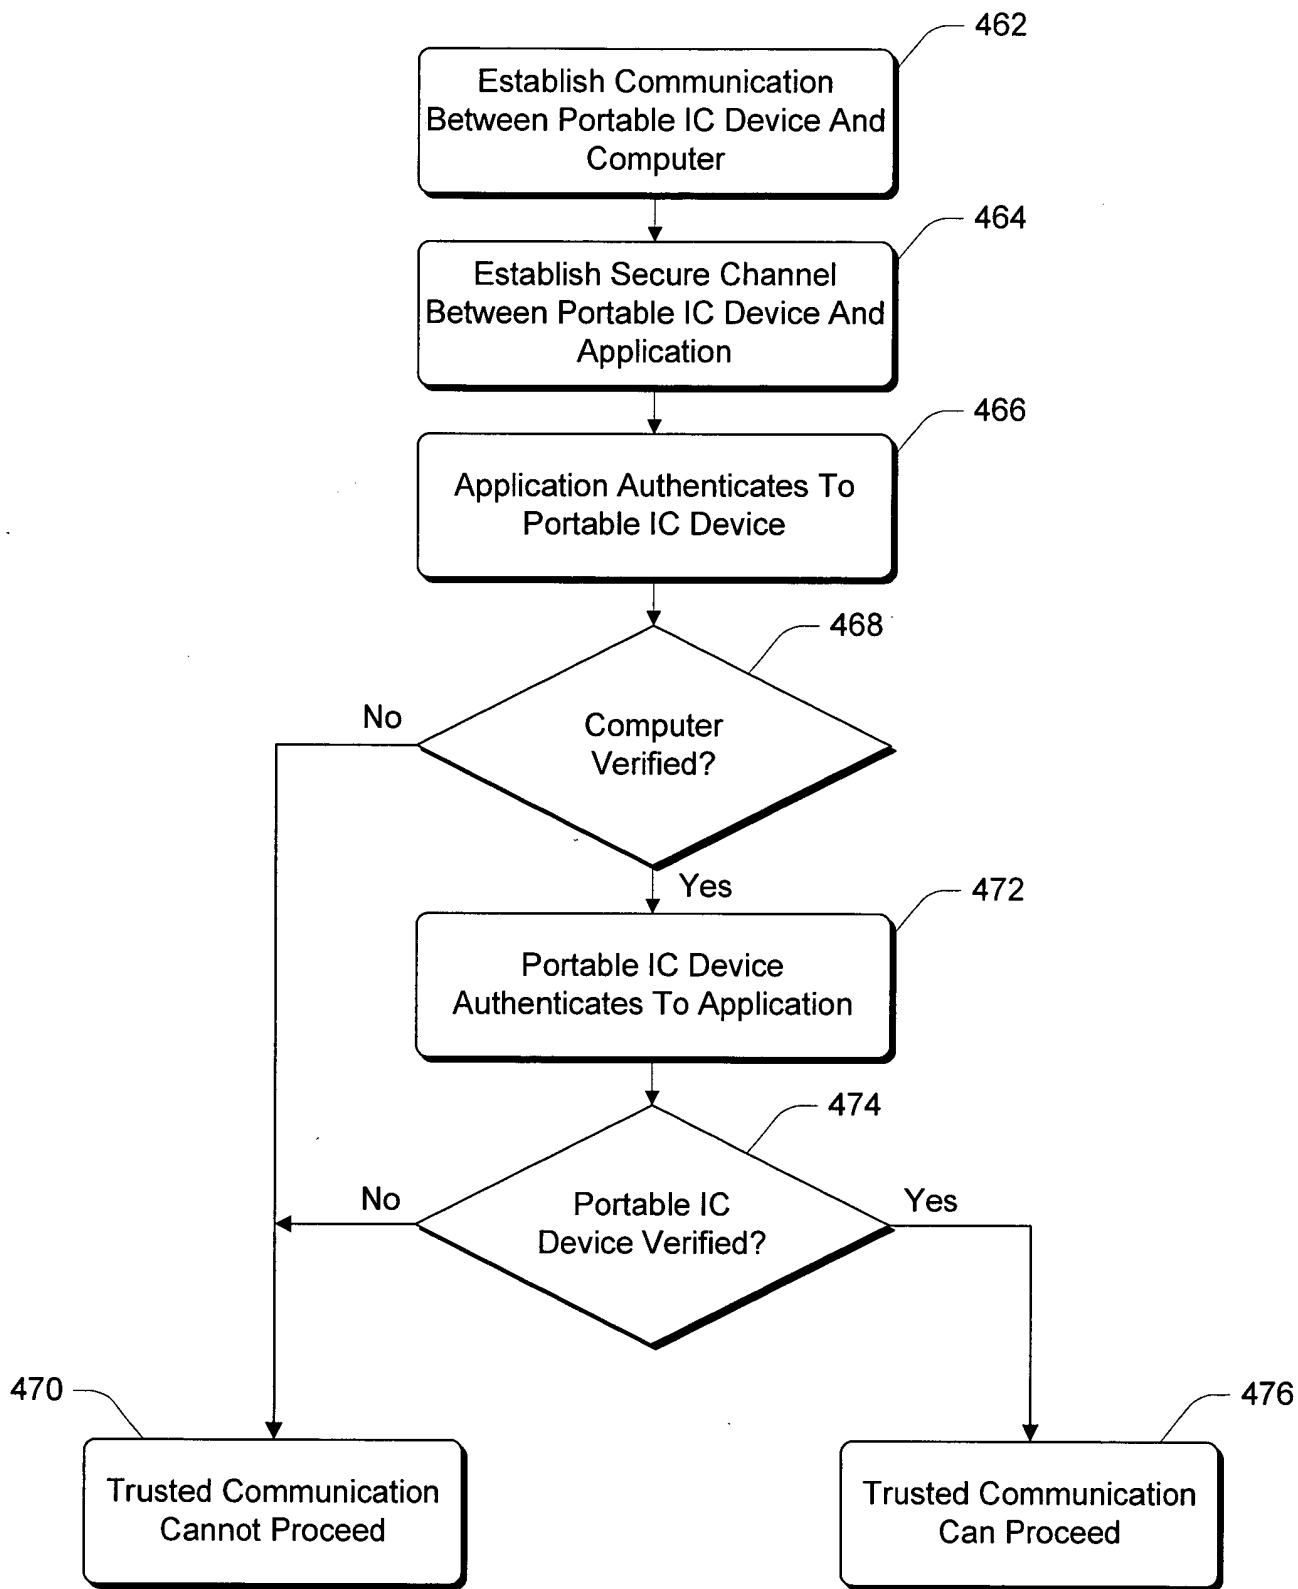 462
Establish Communication
Between Portable IC Device And
Computer
464
Establish Secure Channel
Between Portable IC Device And
Application
466
Application Authenticates To
Portable IC Device
468
No
Computer
Verified?
Yes
472
Portable IC Device
Authenticates To Application
474
No
Portable IC
Device Verified?
Yes
470
476
Trusted Communication
Cannot Proceed
Trusted Communication
Can Proceed